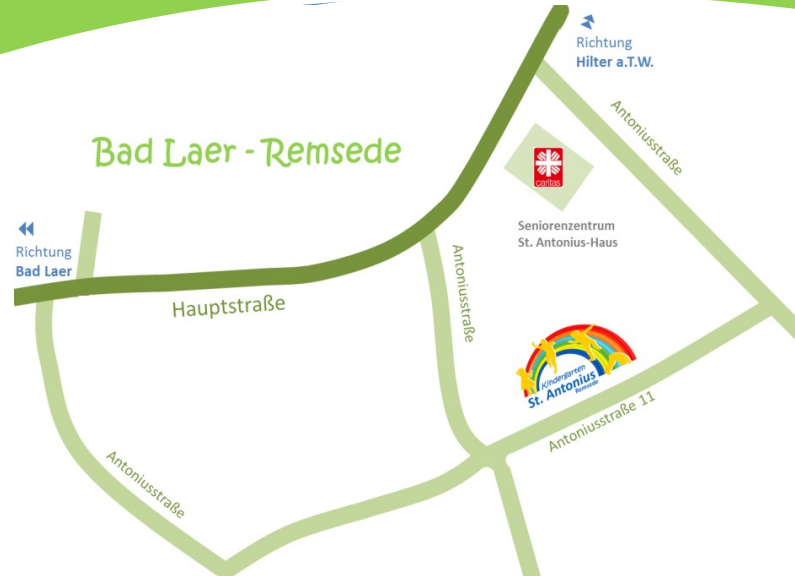 Richtung
Hilter a.T.W.
Antoniusstraße
Bad Laer - Remsede
caritas
Seniorenzentrum
St. Antonius-Haus
Richtung
Bad Laer
Hauptstraße
Antoniusstraße
Kindergarten
St. Antonius
Remsede
Antoniusstraße 11
Antoniusstraße